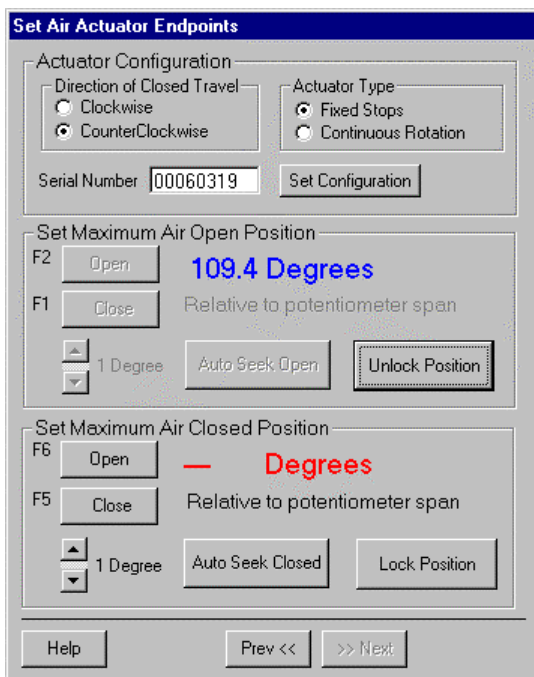 Set Air Actuator Endpoints
Actuator Configuration
Direction of Closed Travel
Clockwise
CounterClockwise
Actuator Type
Fixed Stops
Continuous Rotation
Serial Number 00060319 Set Configuration
Set Maximum Air Open Position
F2 Open 109.4 Degrees
F1 Close Relative to potentiometer span
1 Degree Auto Seek Open Unlock Position
Set Maximum Air Closed Position
F6 Open — Degrees
F5 Close Relative to potentiometer span
1 Degree Auto Seek Closed Lock Position
Help Prev << >> Next